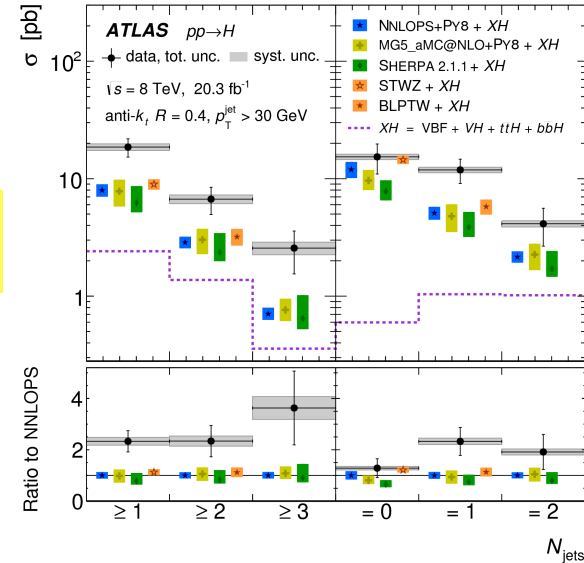 σ [pb]
10²
10
1
ATLAS pp→H
data, tot. unc. syst. unc.
√s = 8 TeV, 20.3 fb⁻¹
anti-kₜ R = 0.4, p_T^jet > 30 GeV
NNLOPS+PY8 + XH
MG5_aMC@NLO+PY8 + XH
SHERPA 2.1.1 + XH
STWZ + XH
BLPTW + XH
XH = VBF + VH + ttH + bbH
Ratio to NNLOPS
4
2
0
≥ 1 ≥ 2 ≥ 3 = 0 = 1 = 2
N_jets